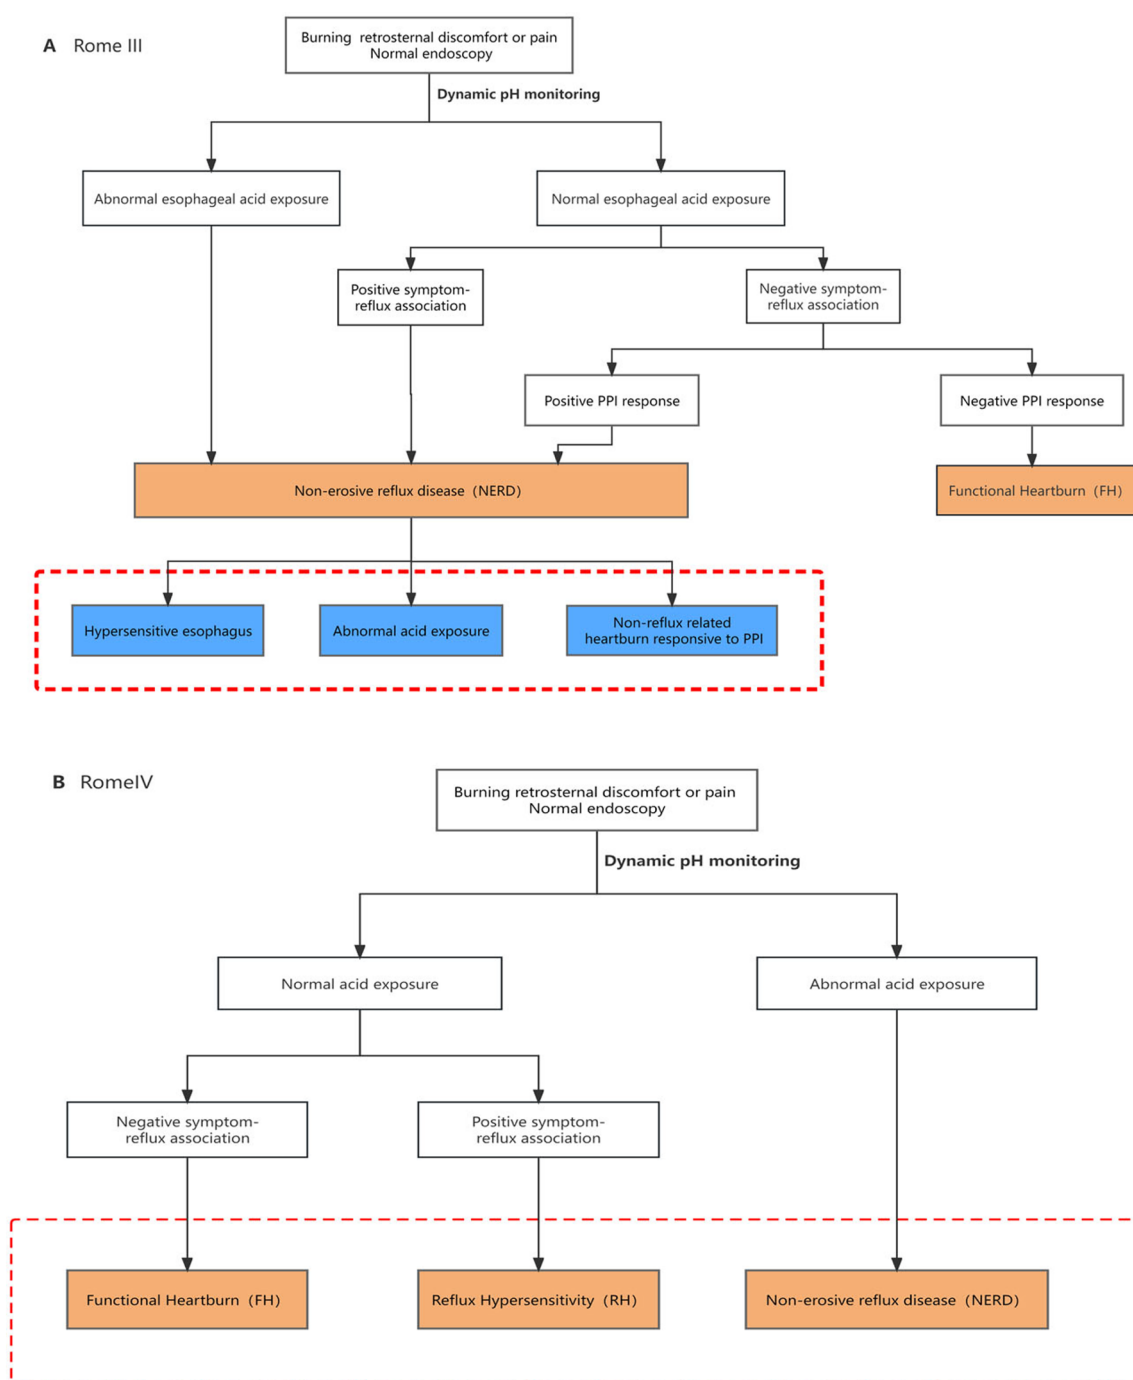 A Rome III
Burning retrosternal discomfort or pain
Normal endoscopy
Dynamic pH monitoring
Abnormal esophageal acid exposure
Normal esophageal acid exposure
Positive symptom-
reflux association
Negative symptom-
reflux association
Positive PPI response
Negative PPI response
Non-erosive reflux disease（NERD）
Functional Heartburn（FH）
Hypersensitive esophagus
Abnormal acid exposure
Non-reflux related
heartburn responsive to PPI
B RomeIV
Burning retrosternal discomfort or pain
Normal endoscopy
Dynamic pH monitoring
Normal acid exposure
Abnormal acid exposure
Negative symptom-
reflux association
Positive symptom-
reflux association
Functional Heartburn（FH）
Reflux Hypersensitivity（RH）
Non-erosive reflux disease（NERD）